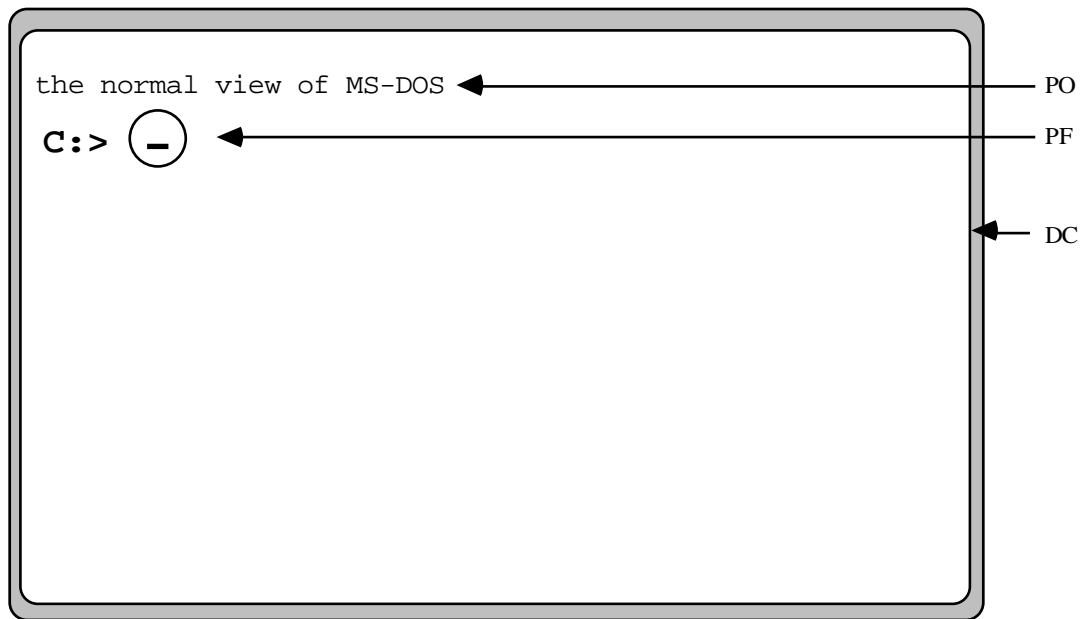 the normal view of MS-DOS
PO
C:> _
PF
DC